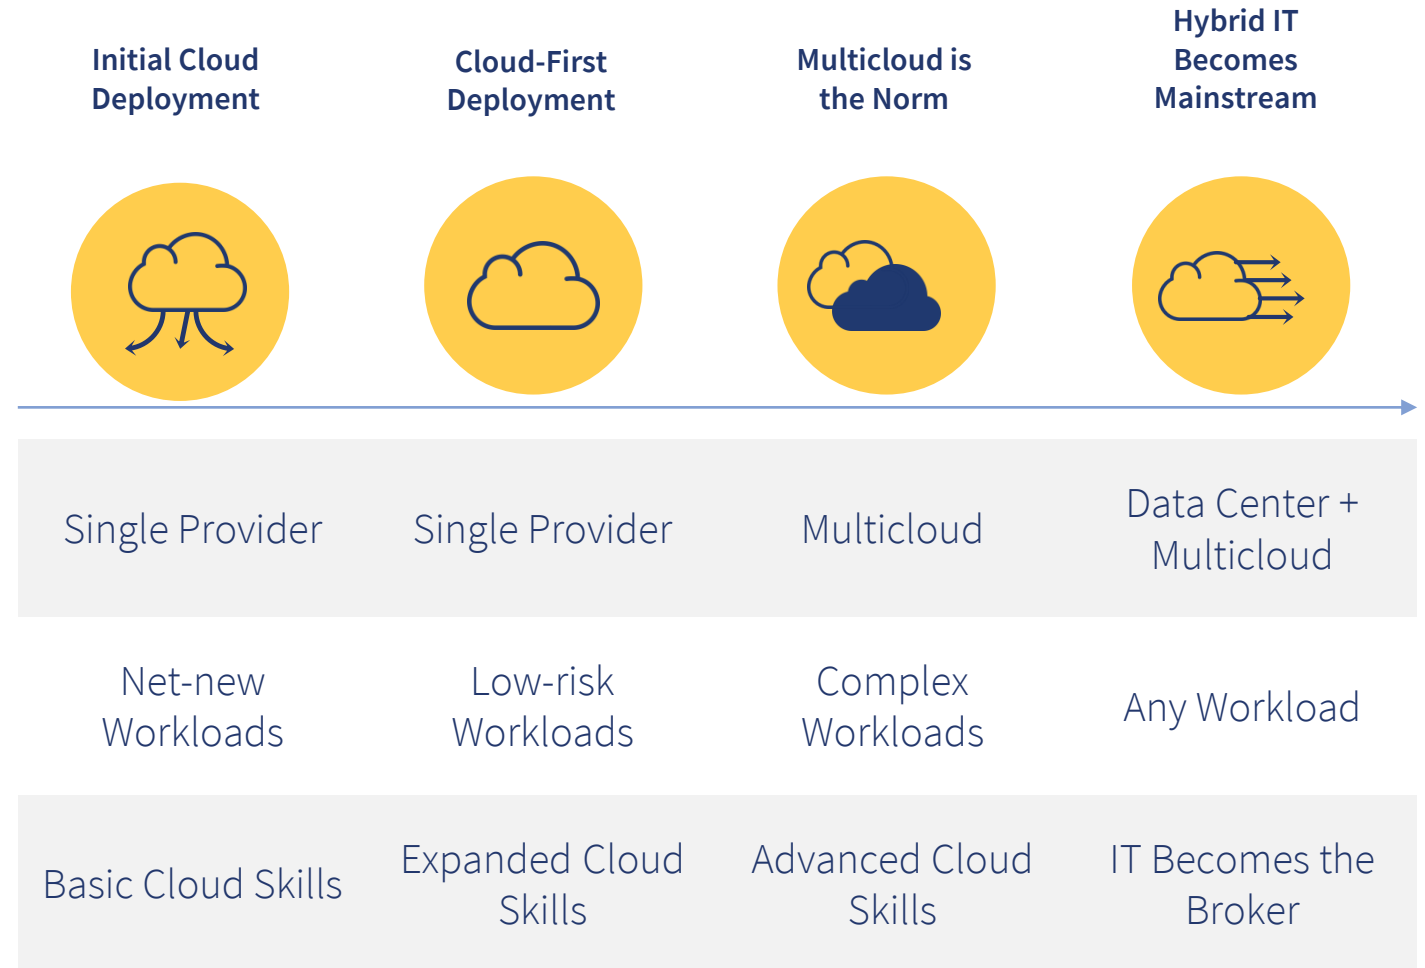 Initial Cloud
Deployment
Cloud-First
Deployment
Multicloud is
the Norm
Hybrid IT
Becomes
Mainstream
Single Provider
Single Provider
Multicloud
Data Center +
Multicloud
Net-new
Workloads
Low-risk
Workloads
Complex
Workloads
Any Workload
Basic Cloud Skills
Expanded Cloud
Skills
Advanced Cloud
Skills
IT Becomes the
Broker